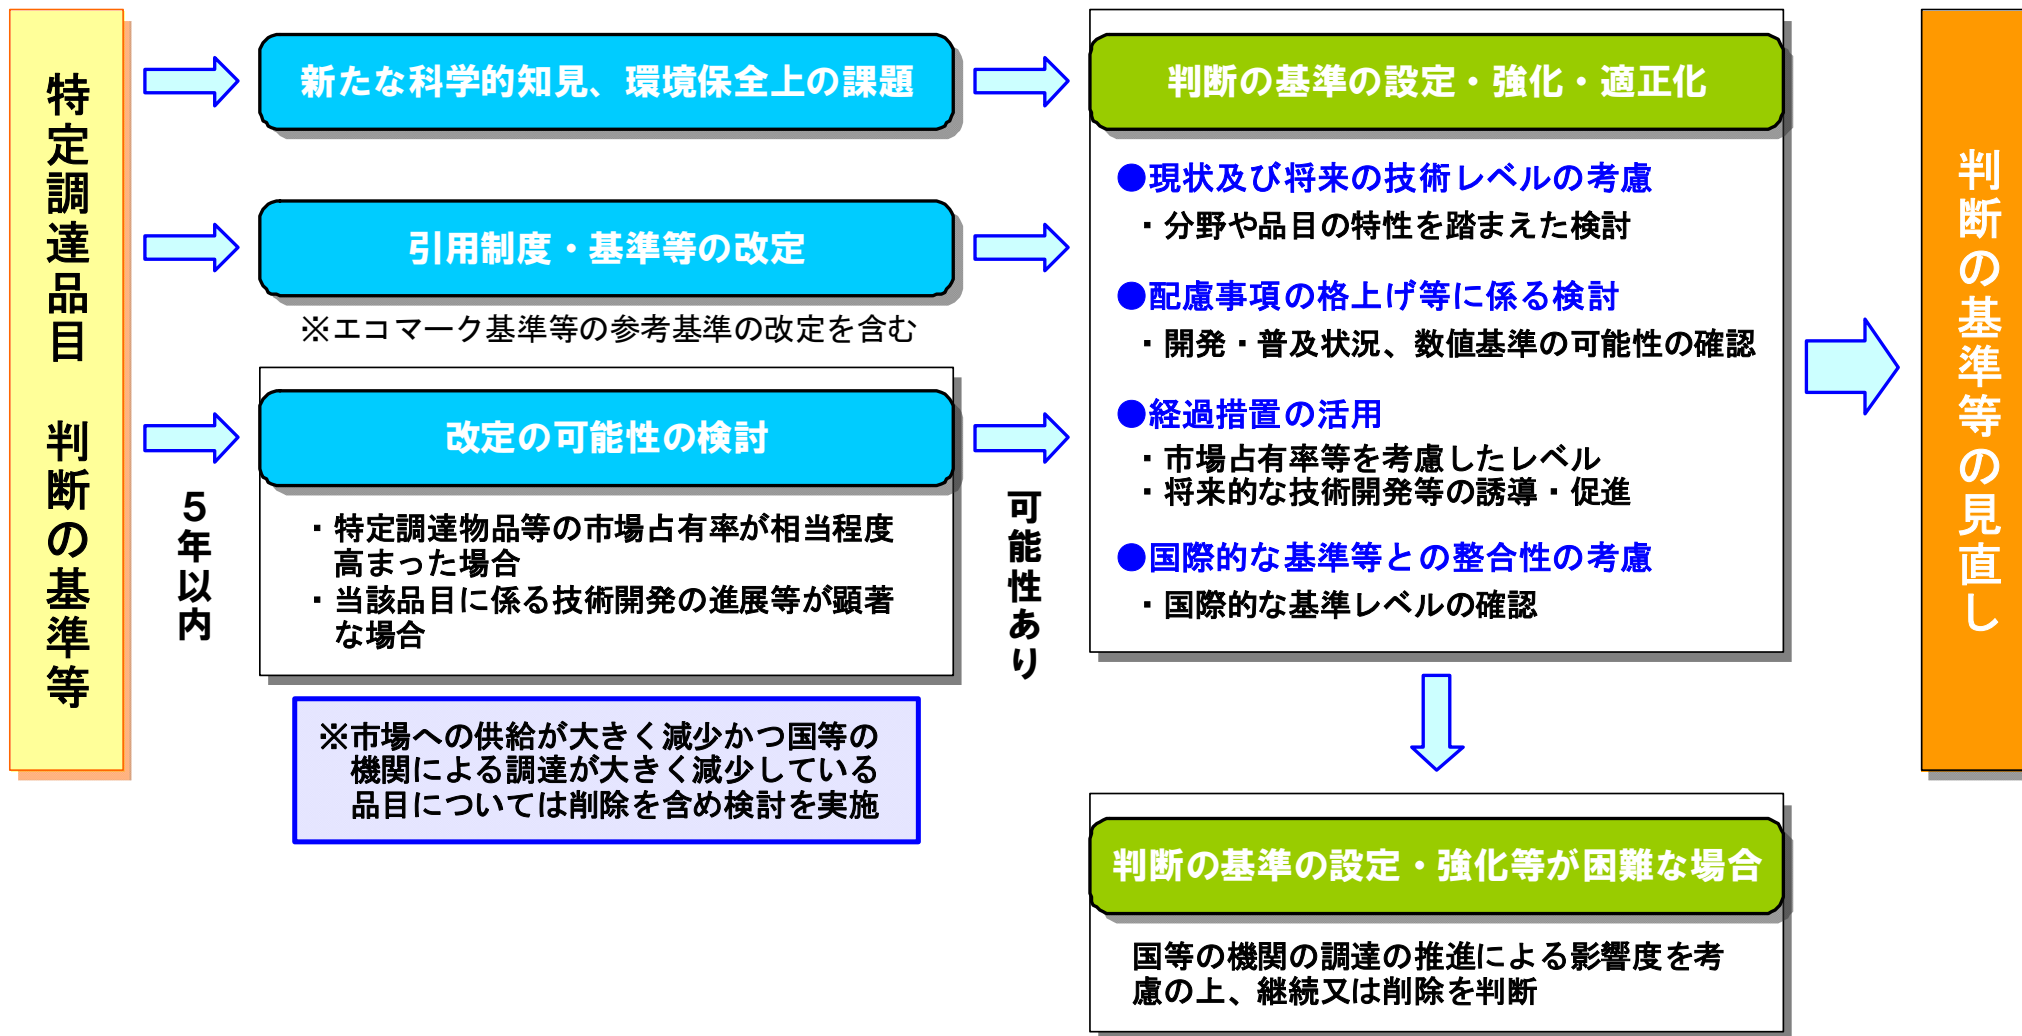 特定調達品目　判断の基準等
新たな科学的知見、環境保全上の課題
引用制度・基準等の改定
※エコマーク基準等の参考基準の改定を含む
5年以内
改定の可能性の検討
・特定調達物品等の市場占有率が相当程度
高まった場合
・当該品目に係る技術開発の進展等が顕著
な場合
※市場への供給が大きく減少かつ国等の
機関による調達が大きく減少している
品目については削除を含め検討を実施
可能性あり
判断の基準の設定・強化・適正化
●現状及び将来の技術レベルの考慮
・分野や品目の特性を踏まえた検討
●配慮事項の格上げ等に係る検討
・開発・普及状況、数値基準の可能性の確認
●経過措置の活用
・市場占有率等を考慮したレベル
・将来的な技術開発等の誘導・促進
●国際的な基準等との整合性の考慮
・国際的な基準レベルの確認
判断の基準の設定・強化等が困難な場合
国等の機関の調達の推進による影響度を考
慮の上、継続又は削除を判断
判断の基準等の見直し